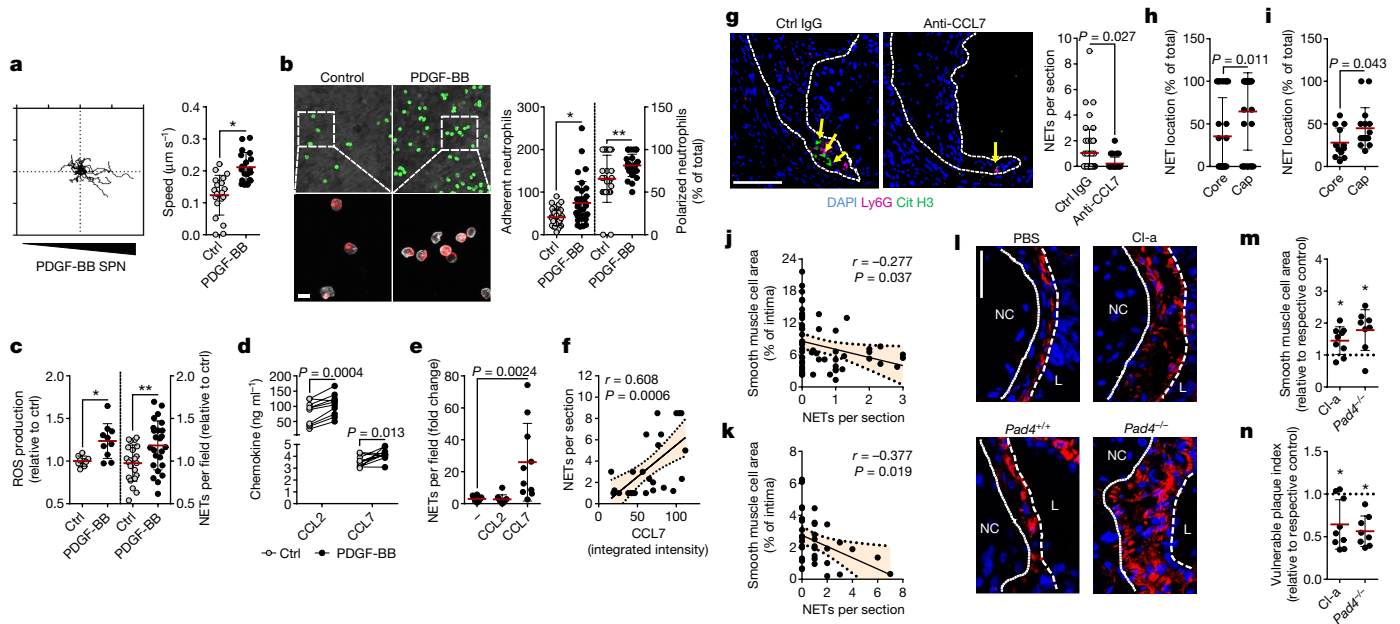 a
Speed (μm s⁻¹)
0.4
0.3
0.2
0.1
0.0
*
Ctrl
PDGF-BB
PDGF-BB SPN
b
Control
PDGF-BB
Adherent neutrophils
300
200
100
0
*
**
150
100
50
0
Polarized neutrophils
(% of total)
Ctrl
PDGF-BB
Ctrl
PDGF-BB
c
ROS production
(relative to ctrl)
2.0
1.5
1.0
0.5
*
**
2.0
1.5
1.0
0.5
NETs per field (relative to ctrl)
Ctrl
PDGF-BB
Ctrl
PDGF-BB
d
Chemokine (ng ml⁻¹)
200
150
100
50
5
4
3
2
1
0
P = 0.0004
P = 0.013
CCL2
CCL7
Ctrl
PDGF-BB
e
NETs per field (fold change)
80
60
40
20
0
P = 0.0024
–
CCL2
CCL7
f
NETs per section
10
8
6
4
2
0
r = 0.608
P = 0.0006
0
50
100
CCL7
(integrated intensity)
g
Ctrl IgG
Anti-CCL7
DAPI Ly6G Cit H3
NETs per section
10
8
6
4
2
0
P = 0.027
Ctrl IgG
Anti-CCL7
h
NET location (% of total)
150
100
50
0
P = 0.011
Core
Cap
i
NET location (% of total)
150
100
50
0
P = 0.043
Core
Cap
j
Smooth muscle cell area
(% of intima)
24
18
12
6
0
r = −0.277
P = 0.037
0
1
2
3
NETs per section
k
Smooth muscle cell area
(% of intima)
8
6
4
2
0
r = −0.377
P = 0.019
0
2
4
6
8
NETs per section
l
PBS
Cl-a
NC
L
NC
L
Pad4⁺/⁺
Pad4⁻/⁻
NC
L
NC
L
m
Smooth muscle cell area
(relative to respective control)
4
3
2
1
0
*
*
Cl-a
Pad4⁻/⁻
n
Vulnerable plaque index
(relative to respective control)
1.5
1.0
0.5
0
*
*
Cl-a
Pad4⁻/⁻